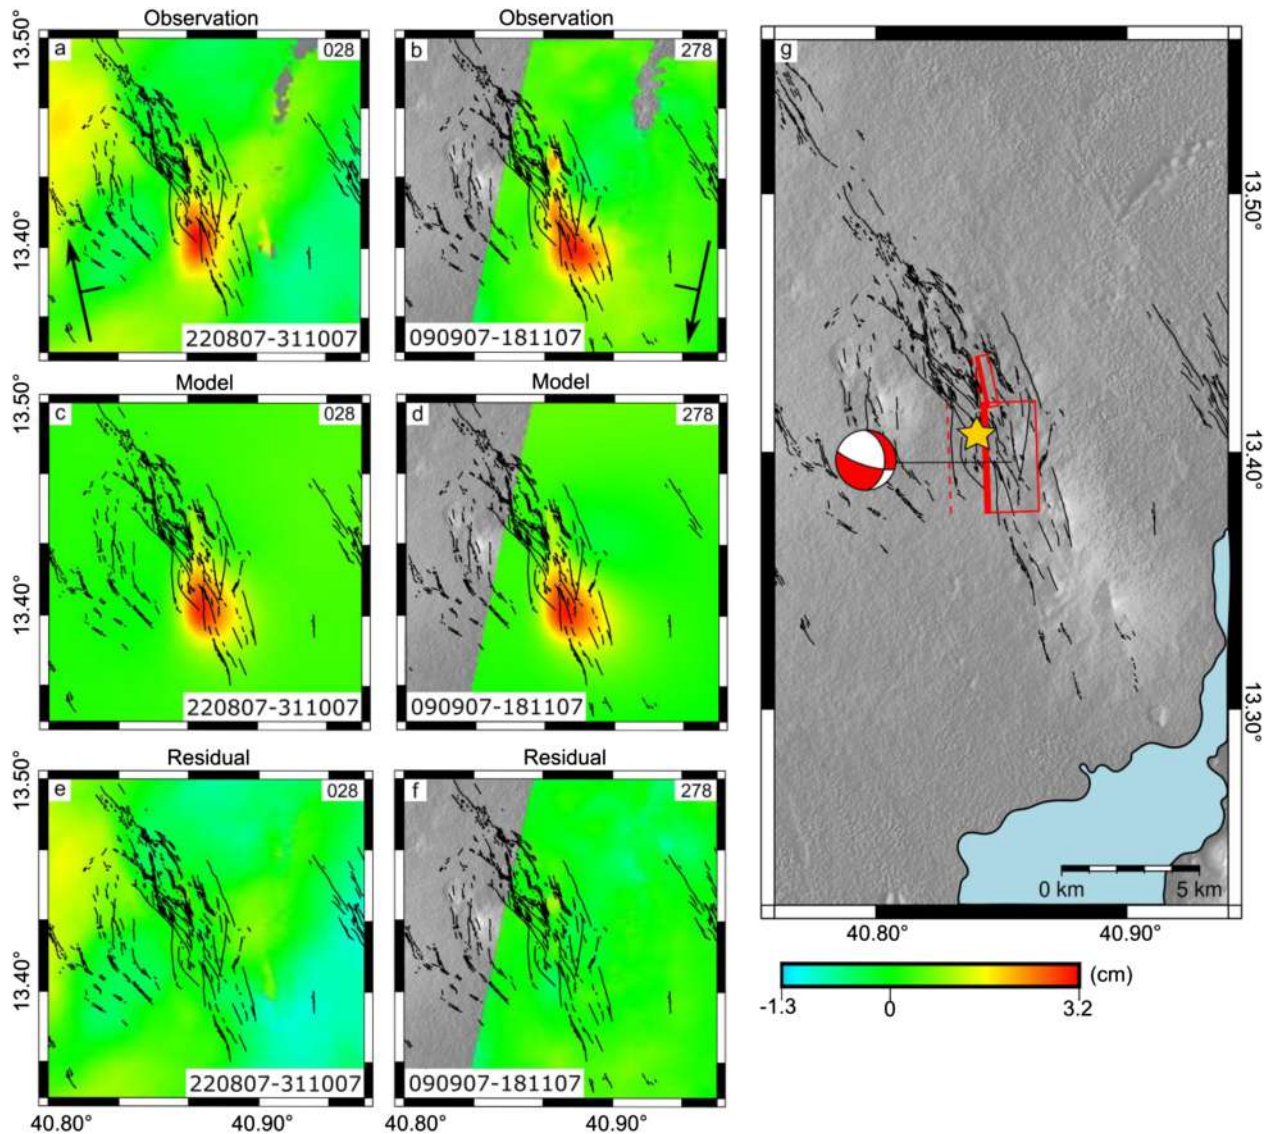 Observation
Observation
a
028
b
278
g
13.50°
13.40°
220807-311007
090907-181107
Model
Model
c
028
d
278
13.50°
13.40°
220807-311007
090907-181107
Residual
Residual
e
028
f
278
13.50°
13.40°
220807-311007
090907-181107
40.80°
40.90°
40.80°
40.90°
13.50°
13.40°
13.30°
0 km
5 km
40.80°
40.90°
(cm)
-1.3
0
3.2